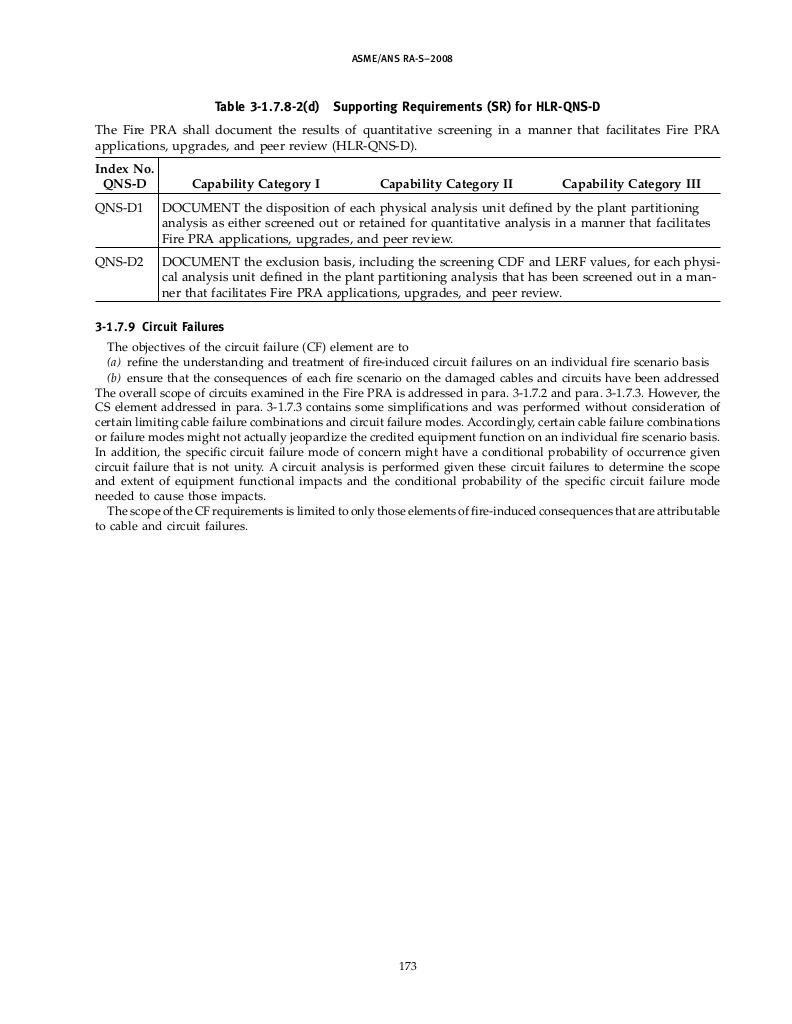 ASME/ANS RA-S–2008
Table 3-1.7.8-2(d) Supporting Requirements (SR) for HLR-QNS-D
The Fire PRA shall document the results of quantitative screening in a manner that facilitates Fire PRA
applications, upgrades, and peer review (HLR-QNS-D).
Index No.
QNS-D Capability Category I Capability Category II Capability Category III
QNS-D1 DOCUMENT the disposition of each physical analysis unit defined by the plant partitioning
analysis as either screened out or retained for quantitative analysis in a manner that facilitates
Fire PRA applications, upgrades, and peer review.
QNS-D2 DOCUMENT the exclusion basis, including the screening CDF and LERF values, for each physi-
cal analysis unit defined in the plant partitioning analysis that has been screened out in a man-
ner that facilitates Fire PRA applications, upgrades, and peer review.
3-1.7.9 Circuit Failures
The objectives of the circuit failure (CF) element are to
(a) refine the understanding and treatment of fire-induced circuit failures on an individual fire scenario basis
(b) ensure that the consequences of each fire scenario on the damaged cables and circuits have been addressed
The overall scope of circuits examined in the Fire PRA is addressed in para. 3-1.7.2 and para. 3-1.7.3. However, the
CS element addressed in para. 3-1.7.3 contains some simplifications and was performed without consideration of
certain limiting cable failure combinations and circuit failure modes. Accordingly, certain cable failure combinations
or failure modes might not actually jeopardize the credited equipment function on an individual fire scenario basis.
In addition, the specific circuit failure mode of concern might have a conditional probability of occurrence given
circuit failure that is not unity. A circuit analysis is performed given these circuit failures to determine the scope
and extent of equipment functional impacts and the conditional probability of the specific circuit failure mode
needed to cause those impacts.
The scope of the CF requirements is limited to only those elements of fire-induced consequences that are attributable
to cable and circuit failures.
173